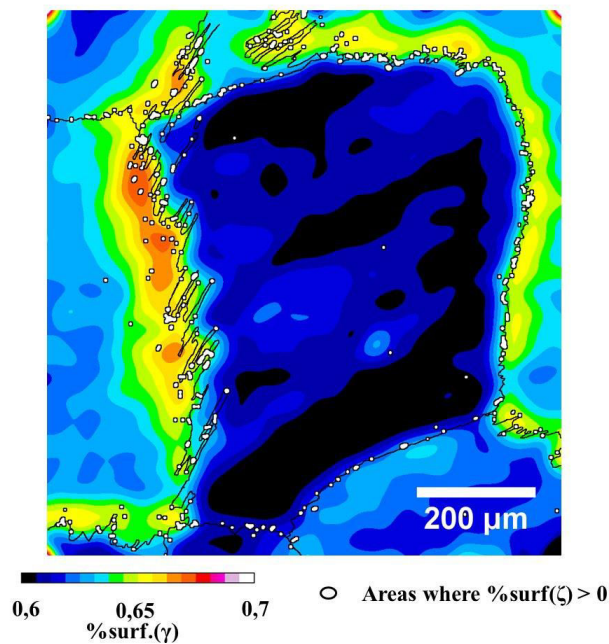 200 µm
0,6 0,65 0,7
%surf.(γ)
Areas where %surf(ζ) > 0